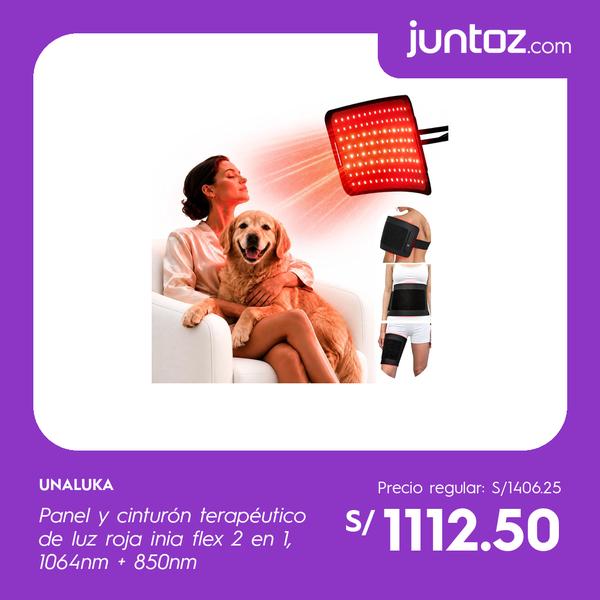 juntoz.com
UNALUKA
Panel y cinturón terapéutico
de luz roja inia flex 2 en 1,
1064nm + 850nm
Precio regular: S/1406.25
S/ 1112.50